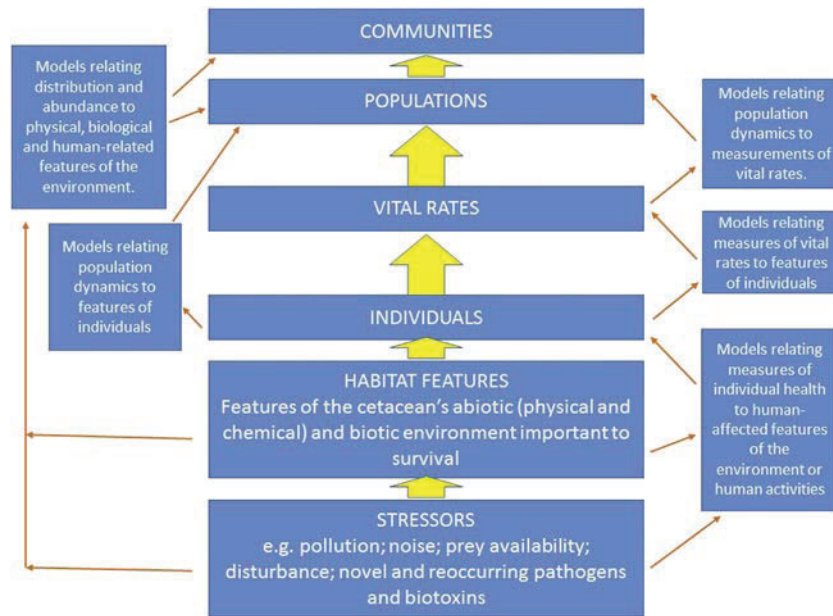 COMMUNITIES
Models relating
distribution and
abundance to
physical, biological
and human-related
features of the
environment.
POPULATIONS
Models relating
population
dynamics to
measurements of
vital rates.
VITAL RATES
Models relating
population
dynamics to
features of
individuals
Models relating
measures of vital
rates to features
of individuals
INDIVIDUALS
HABITAT FEATURES
Features of the cetacean's abiotic (physical and
chemical) and biotic environment important to
survival
Models relating
measures of
individual health
to human-
affected features
of the
environment or
human activities
STRESSORS
e.g. pollution; noise; prey availability;
disturbance; novel and reoccurring pathogens
and biotoxins